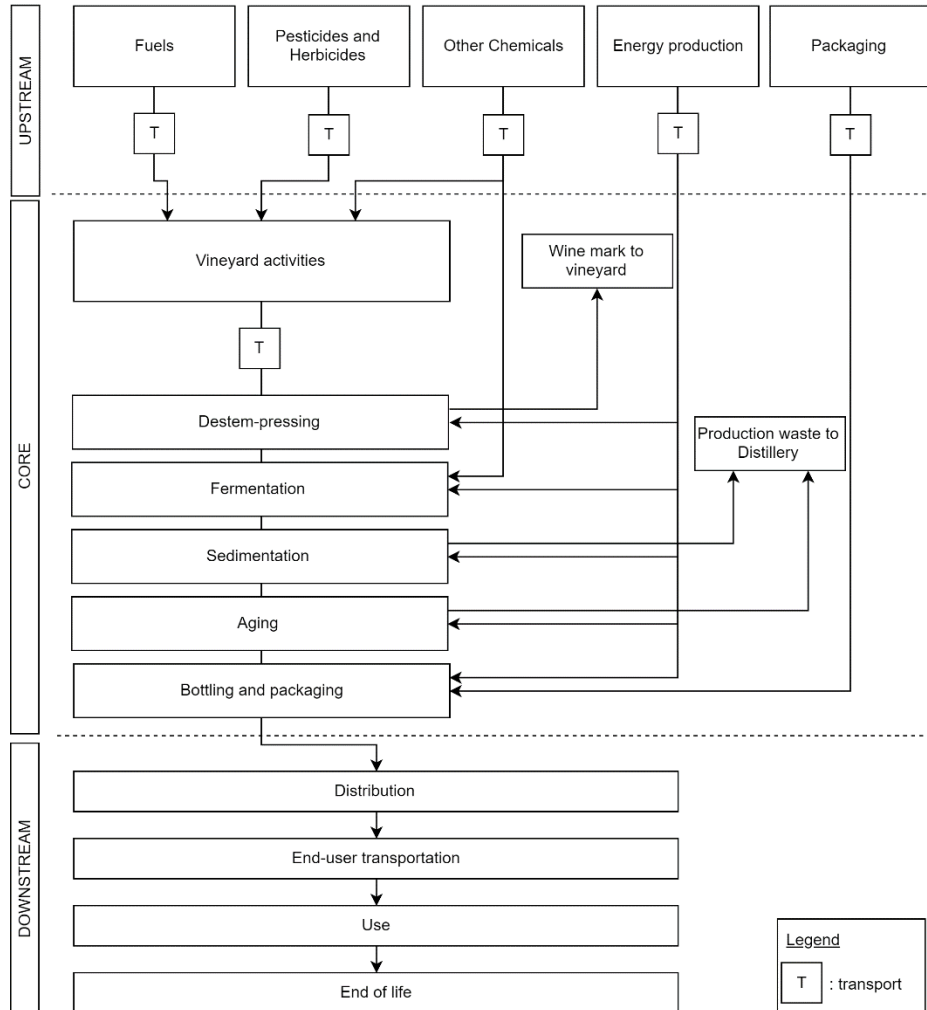 UPSTREAM
Fuels
Pesticides and
Herbicides
Other Chemicals
Energy production
Packaging
T
T
T
T
T
CORE
Vineyard activities
Wine mark to
vineyard
T
Destem-pressing
Production waste to
Distillery
Fermentation
Sedimentation
Aging
Bottling and packaging
DOWNSTREAM
Distribution
End-user transportation
Use
End of life
Legend
T : transport